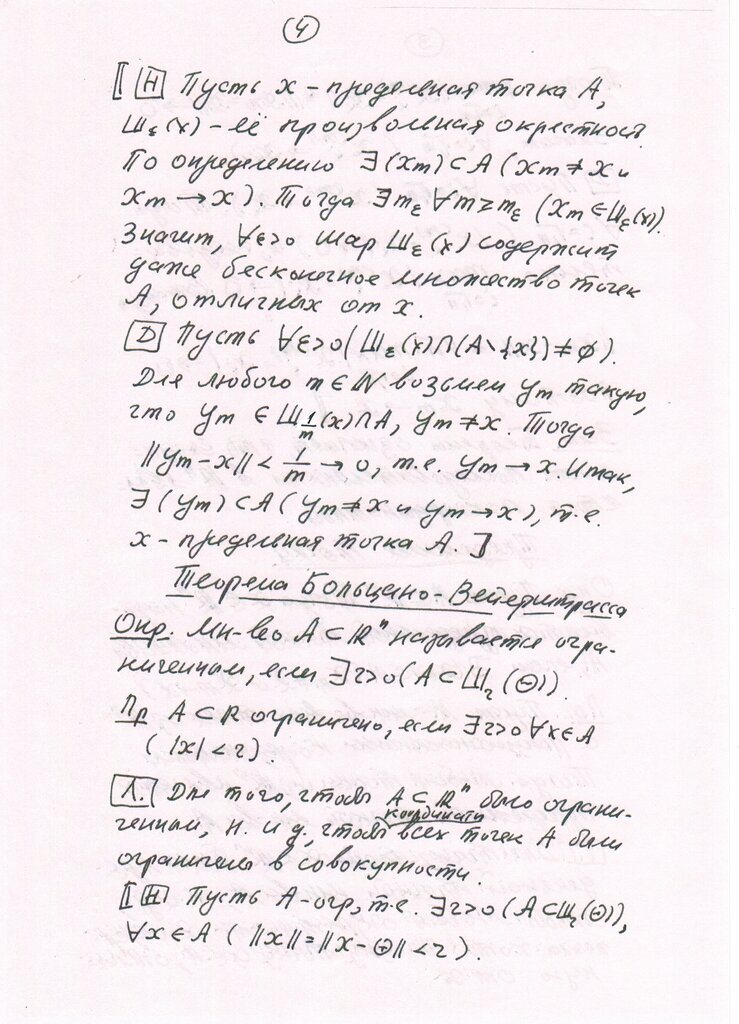 4
[ Н Пусть x – предельная точка A,
Ш_ε(x) – её произвольная окрестност.
По определению ∃(x_m)⊂A (x_m≠x и
x_m → x). Тогда ∃m_ε ∀m≥m_ε (x_m∈Ш_ε(x)).
Значит, ∀ε>0 шар Ш_ε(x) содержит
даже бесконечное множество точек
A, отличных от x.
Д Пусть ∀ε>0(Ш_ε(x)∩(A∖{x})≠∅).
Для любого m∈ℕ возьмем y_m такую,
что y_m ∈ Ш_{1/m}(x)∩A, y_m≠x. Тогда
||y_m–x|| < 1/m → 0, т.е. y_m → x. Итак,
∃(y_m)⊂A(y_m≠x и y_m→x), т.е.
x – предельная точка A. ]
Теорема Больцано–Вейерштрасса
Опр. Мн-во A⊂ℝⁿ называется огра-
ниченным, если ∃r>0(A⊂Ш_r(Θ)).
Пр A⊂ℝ ограничено, если ∃r>0 ∀x∈A
(|x|<r).
Л. Для того, чтобы A⊂ℝⁿ было ограни-
ченным, н. и д., чтобы координаты всех точек A были
ограничены в совокупности.
[ Н Пусть A–огр, т.е. ∃r>0 (A⊂Ш_r(Θ)),
∀x∈A (||x||=||x–Θ||<r).